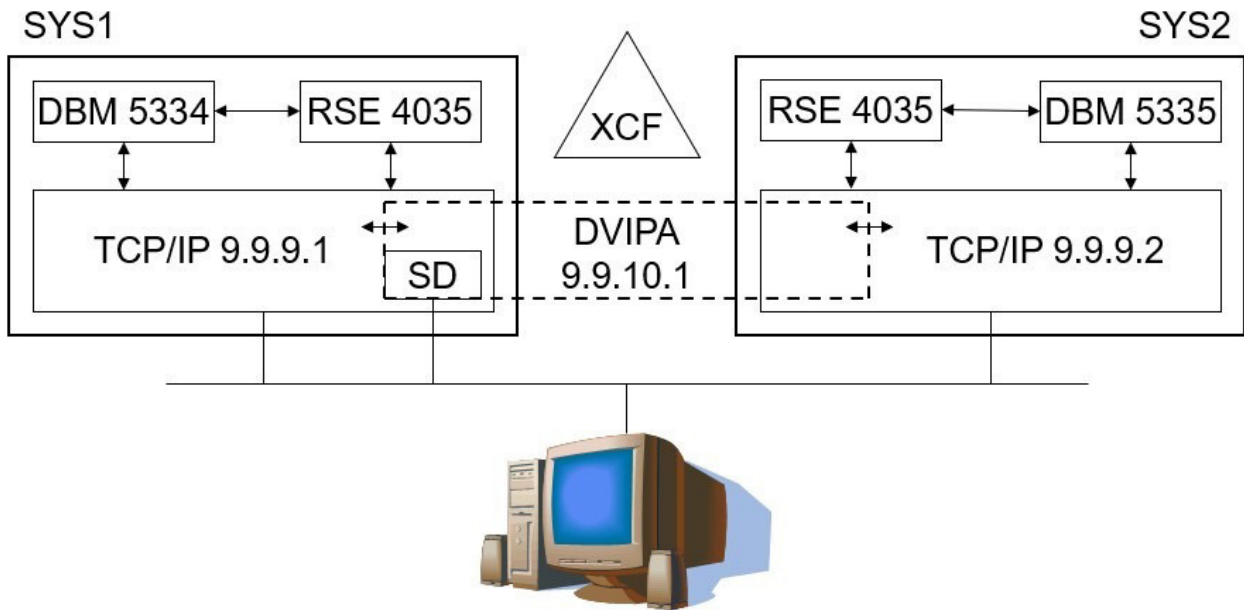 SYS1
SYS2
DBM 5334
RSE 4035
XCF
RSE 4035
DBM 5335
TCP/IP 9.9.9.1
SD
DVIPA
9.9.10.1
TCP/IP 9.9.9.2